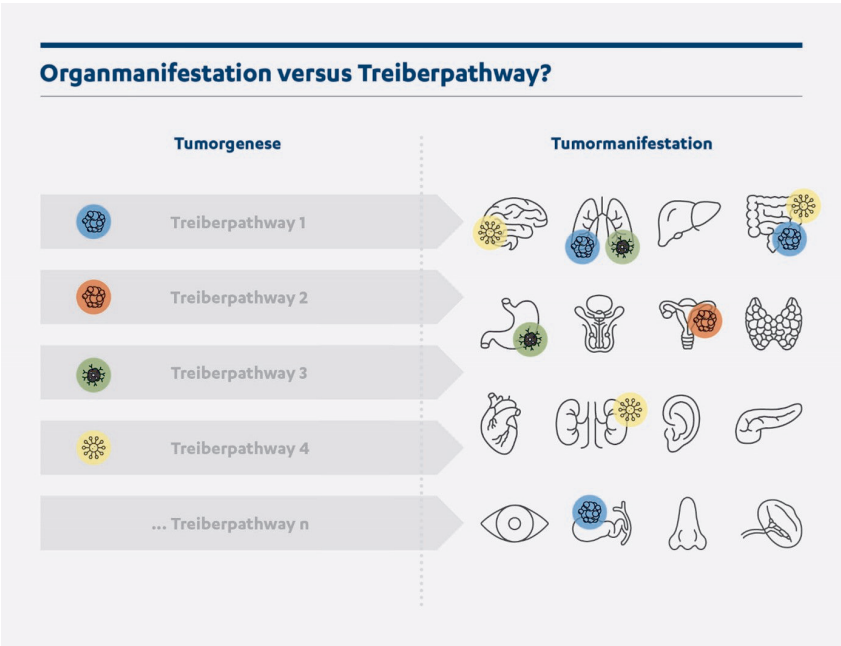 Organmanifestation versus Treiberpathway?
Tumorgenese
Tumormanifestation
Treiberpathway 1
Treiberpathway 2
Treiberpathway 3
Treiberpathway 4
... Treiberpathway n